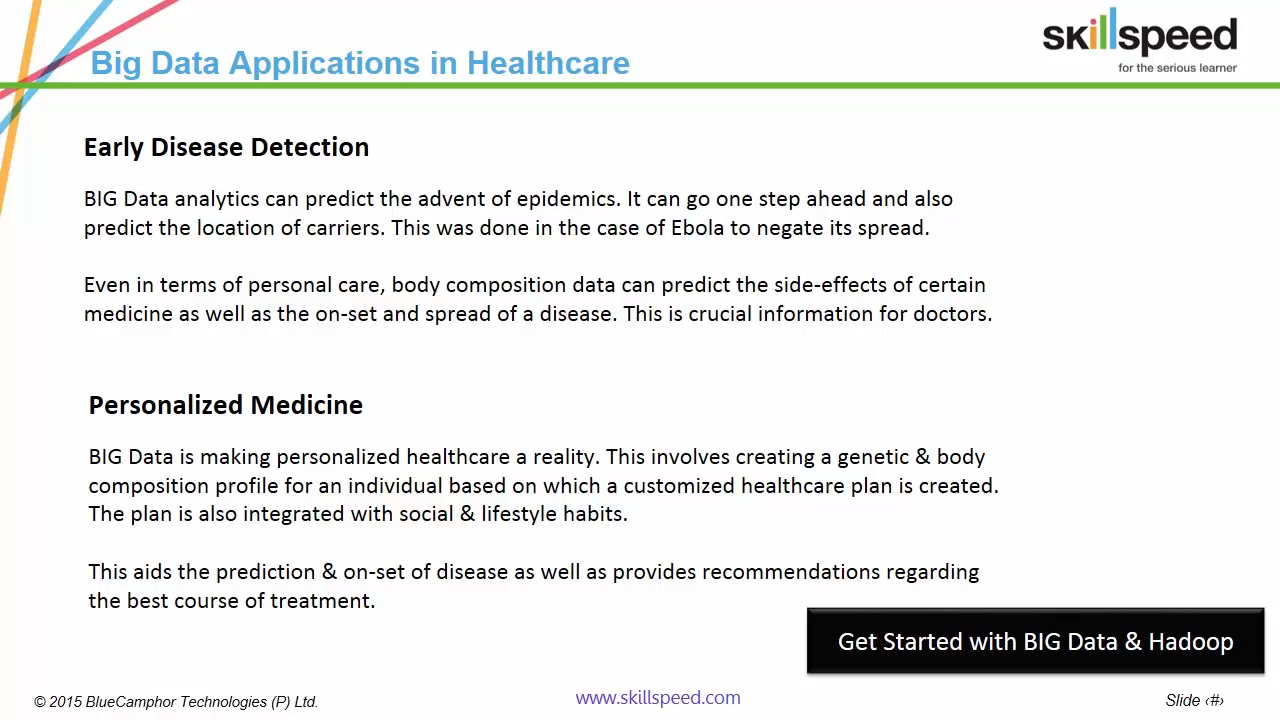 Big Data Applications in Healthcare
skillspeed
for the serious learner
Early Disease Detection
BIG Data analytics can predict the advent of epidemics. It can go one step ahead and also
predict the location of carriers. This was done in the case of Ebola to negate its spread.
Even in terms of personal care, body composition data can predict the side-effects of certain
medicine as well as the on-set and spread of a disease. This is crucial information for doctors.
Personalized Medicine
BIG Data is making personalized healthcare a reality. This involves creating a genetic & body
composition profile for an individual based on which a customized healthcare plan is created.
The plan is also integrated with social & lifestyle habits.
This aids the prediction & on-set of disease as well as provides recommendations regarding
the best course of treatment.
Get Started with BIG Data & Hadoop
© 2015 BlueCamphor Technologies (P) Ltd.
www.skillspeed.com
Slide ‹#›